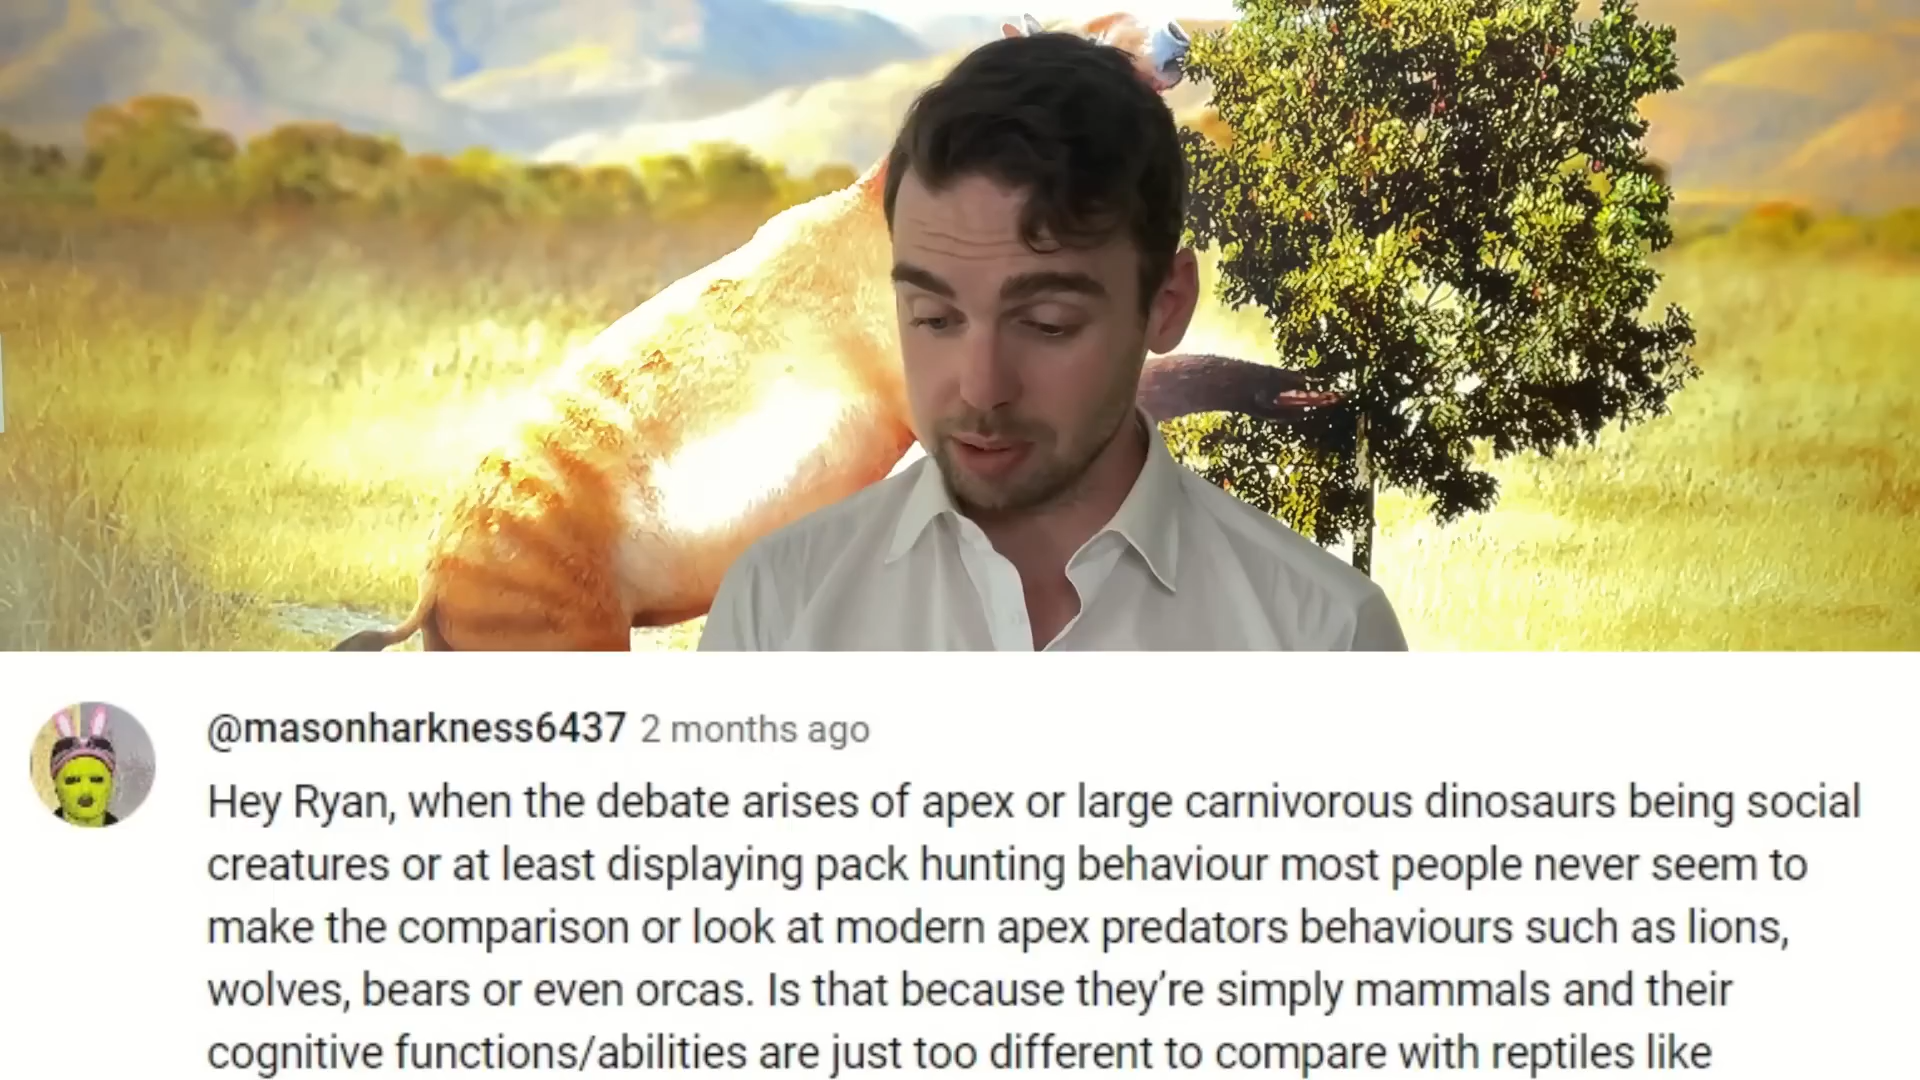 @masonharkness6437 2 months ago
Hey Ryan, when the debate arises of apex or large carnivorous dinosaurs being social
creatures or at least displaying pack hunting behaviour most people never seem to
make the comparison or look at modern apex predators behaviours such as lions,
wolves, bears or even orcas. Is that because they’re simply mammals and their
cognitive functions/abilities are just too different to compare with reptiles like